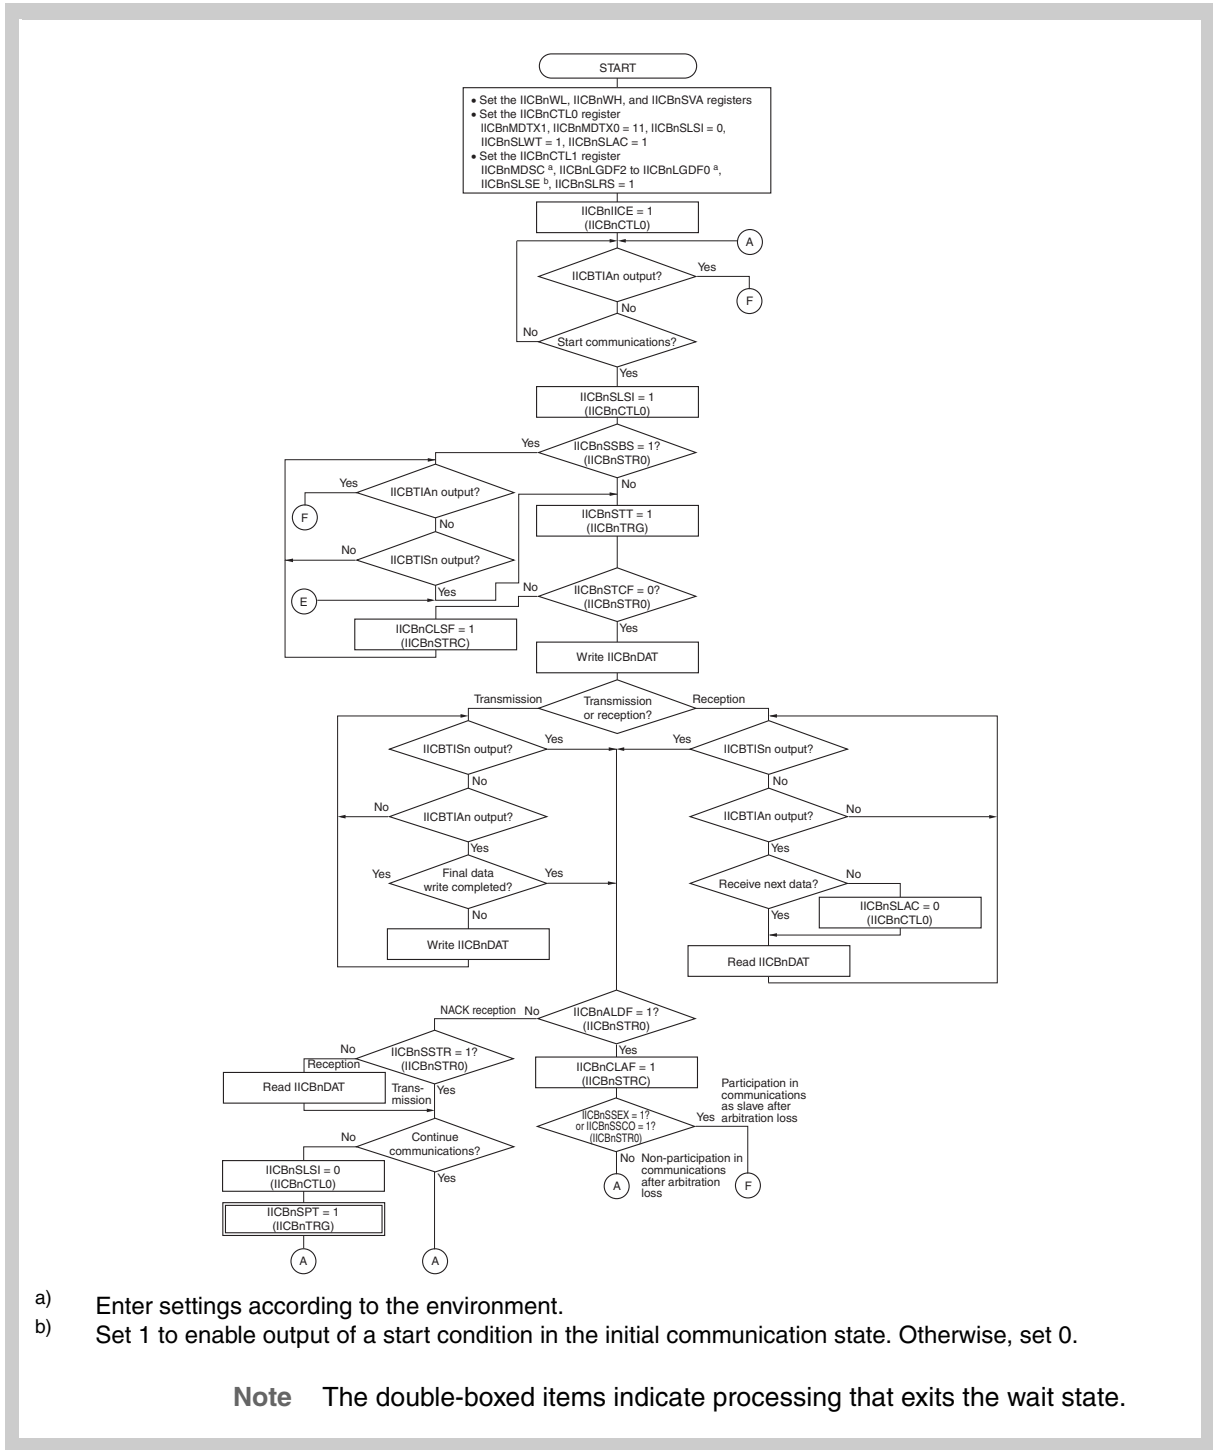 START
• Set the IICBnWL, IICBnWH, and IICBnSVA registers
• Set the IICBnCTL0 register
IICBnMDTX1, IICBnMDTX0 = 11, IICBnSLSI = 0,
IICBnSLWT = 1, IICBnSLAC = 1
• Set the IICBnCTL1 register
IICBnMDSC a, IICBnLGDF2 to IICBnLGDF0 a,
IICBnSLSE b, IICBnSLRS = 1
IICBnIICE = 1
(IICBnCTL0)
A
IICBTIAn output?
Yes
F
No
Start communications?
No
Yes
IICBnSLSI = 1
(IICBnCTL0)
IICBnSSBS = 1?
(IICBnSTR0)
Yes
No
IICBTIAn output?
Yes
F
No
IICBTISn output?
No
Yes
E
IICBnSTT = 1
(IICBnTRG)
IICBnSTCF = 0?
(IICBnSTR0)
No
Yes
IICBnCLSF = 1
(IICBnSTRC)
Write IICBnDAT
Transmission
or reception?
Transmission
Reception
IICBTISn output?
Yes
No
IICBTIAn output?
No
Yes
Final data
write completed?
Yes
Yes
No
Write IICBnDAT
IICBTISn output?
Yes
No
IICBTIAn output?
No
Yes
Receive next data?
No
Yes
IICBnSLAC = 0
(IICBnCTL0)
Read IICBnDAT
IICBnALDF = 1?
(IICBnSTR0)
NACK reception No
Yes
IICBnSSTR = 1?
(IICBnSTR0)
No
Reception
Read IICBnDAT
Trans-
mission
Yes
Continue
communications?
No
Yes
IICBnSLSI = 0
(IICBnCTL0)
IICBnSPT = 1
(IICBnTRG)
A
A
IICBnCLAF = 1
(IICBnSTRC)
IICBnSSEX = 1?
or IICBnSSCO = 1?
(IICBnSTR0)
Yes
Participation in
communications
as slave after
arbitration loss
No
Non-participation in
communications
after arbitration
loss
A
F
a) Enter settings according to the environment.
b) Set 1 to enable output of a start condition in the initial communication state. Otherwise, set 0.
Note The double-boxed items indicate processing that exits the wait state.